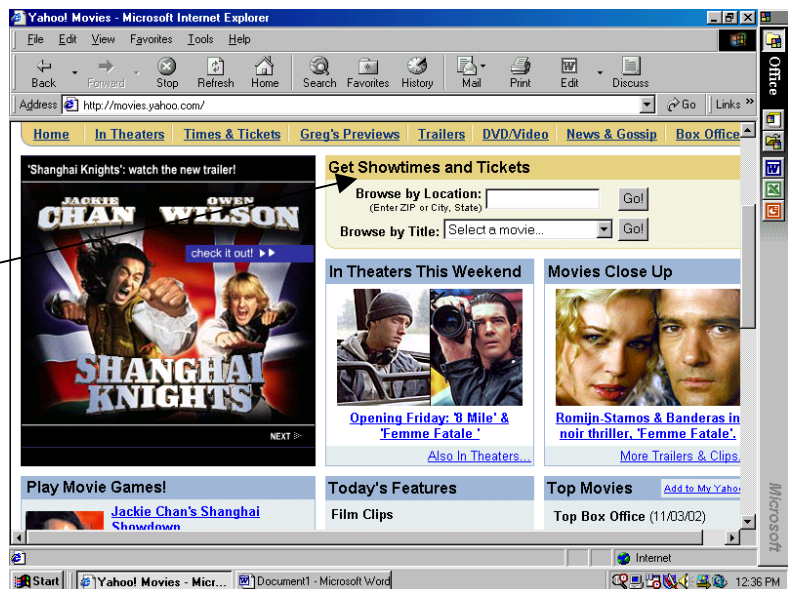 Yahoo! Movies - Microsoft Internet Explorer
File Edit View Favorites Tools Help
Back Forward Stop Refresh Home Search Favorites History Mail Print Edit Discuss
Address http://movies.yahoo.com/ Go Links »
Home In Theaters Times & Tickets Greg's Previews Trailers DVD/Video News & Gossip Box Office
'Shanghai Knights': watch the new trailer!
JACKIE CHAN OWEN WILSON
check it out!
SHANGHAI
KNIGHTS
NEXT
Get Showtimes and Tickets
Browse by Location:
(Enter ZIP or City, State)
Go!
Browse by Title: Select a movie... Go!
In Theaters This Weekend
Opening Friday: '8 Mile' &
'Femme Fatale '
Also In Theaters...
Movies Close Up
Romijn-Stamos & Banderas in
noir thriller, 'Femme Fatale'.
More Trailers & Clips.
Play Movie Games!
Jackie Chan's Shanghai
Showdown
Today's Features
Film Clips
Top Movies Add to My Yaho
Top Box Office (11/03/02)
Internet
Start Yahoo! Movies - Micr... Document1 - Microsoft Word 12:36 PM
Office
Microsoft